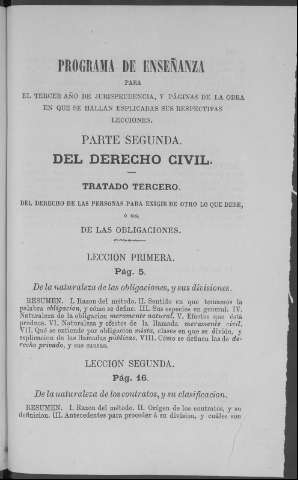 PROGRAMA DE ENSEÑANZA
PARA
EL TERCER AÑO DE JURISPRUDENCIA, Y PÁGINAS DE LA OBRA
EN QUE SE HALLAN ESPLICADAS SUS RESPECTIVAS
LECCIONES.
PARTE SEGUNDA.
DEL DERECHO CIVIL.
TRATADO TERCERO.
DEL DERECHO DE LAS PERSONAS PARA EXIGIR DE OTRO LO QUE DEBE,
Ó SEA,
DE LAS OBLIGACIONES.
LECCION PRIMERA.
Pág. 5.
De la naturaleza de las obligaciones, y sus divisiones.
RESUMEN. I. Razon del método. II. Sentido en que tomamos la
palabra obligacion, y cómo se define. III. Sus especies en general. IV.
Naturaleza de la obligacion meramente natural. V. Efectos que esta
produce. VI. Naturaleza y efectos de la llamada meramente civil.
VII. Qué se entiende por obligacion mista, clases en que se divide, y
esplicacion de las llamadas públicas. VIII. Cómo se definen las de de-
recho privado, y sus causas.
LECCION SEGUNDA.
Pág. 16.
De la naturaleza de los contratos, y su clasificacion.
RESUMEN. I. Razon del método. II. Orígen de los contratos, y su
definicion. III. Antecedentes para proceder á su division, y cuáles son